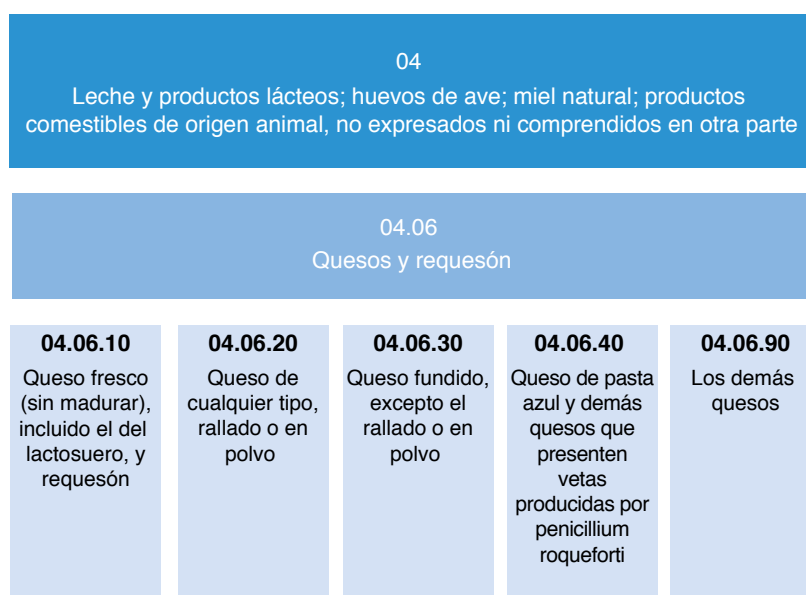 04
Leche y productos lácteos; huevos de ave; miel natural; productos
comestibles de origen animal, no expresados ni comprendidos en otra parte
04.06
Quesos y requesón
04.06.10
Queso fresco
(sin madurar),
incluido el del
lactosuero, y
requesón
04.06.20
Queso de
cualquier tipo,
rallado o en
polvo
04.06.30
Queso fundido,
excepto el
rallado o en
polvo
04.06.40
Queso de pasta
azul y demás
quesos que
presenten
vetas
producidas por
penicillium
roqueforti
04.06.90
Los demás
quesos